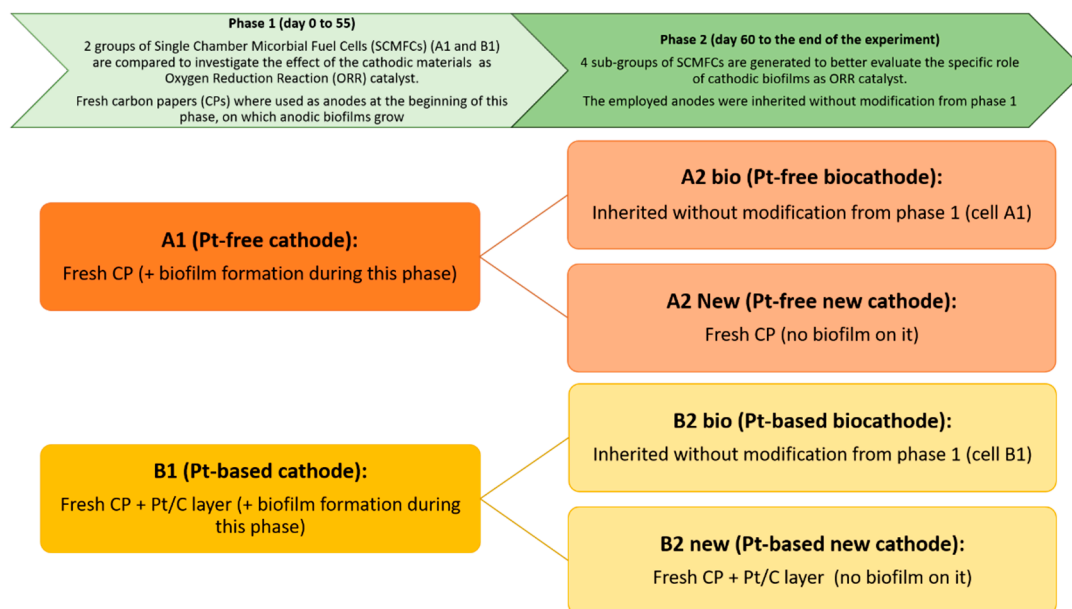 Phase 1 (day 0 to 55)
2 groups of Single Chamber Micorbial Fuel Cells (SCMFCs) (A1 and B1)
are compared to investigate the effect of the cathodic materials as
Oxygen Reduction Reaction (ORR) catalyst.
Fresh carbon papers (CPs) where used as anodes at the beginning of this
phase, on which anodic biofilms grow
Phase 2 (day 60 to the end of the experiment)
4 sub-groups of SCMFCs are generated to better evaluate the specific role
of cathodic biofilms as ORR catalyst.
The employed anodes were inherited without modification from phase 1
A1 (Pt-free cathode):
Fresh CP (+ biofilm formation during this phase)
A2 bio (Pt-free biocathode):
Inherited without modification from phase 1 (cell A1)
A2 New (Pt-free new cathode):
Fresh CP (no biofilm on it)
B1 (Pt-based cathode):
Fresh CP + Pt/C layer (+ biofilm formation during
this phase)
B2 bio (Pt-based biocathode):
Inherited without modification from phase 1 (cell B1)
B2 new (Pt-based new cathode):
Fresh CP + Pt/C layer (no biofilm on it)